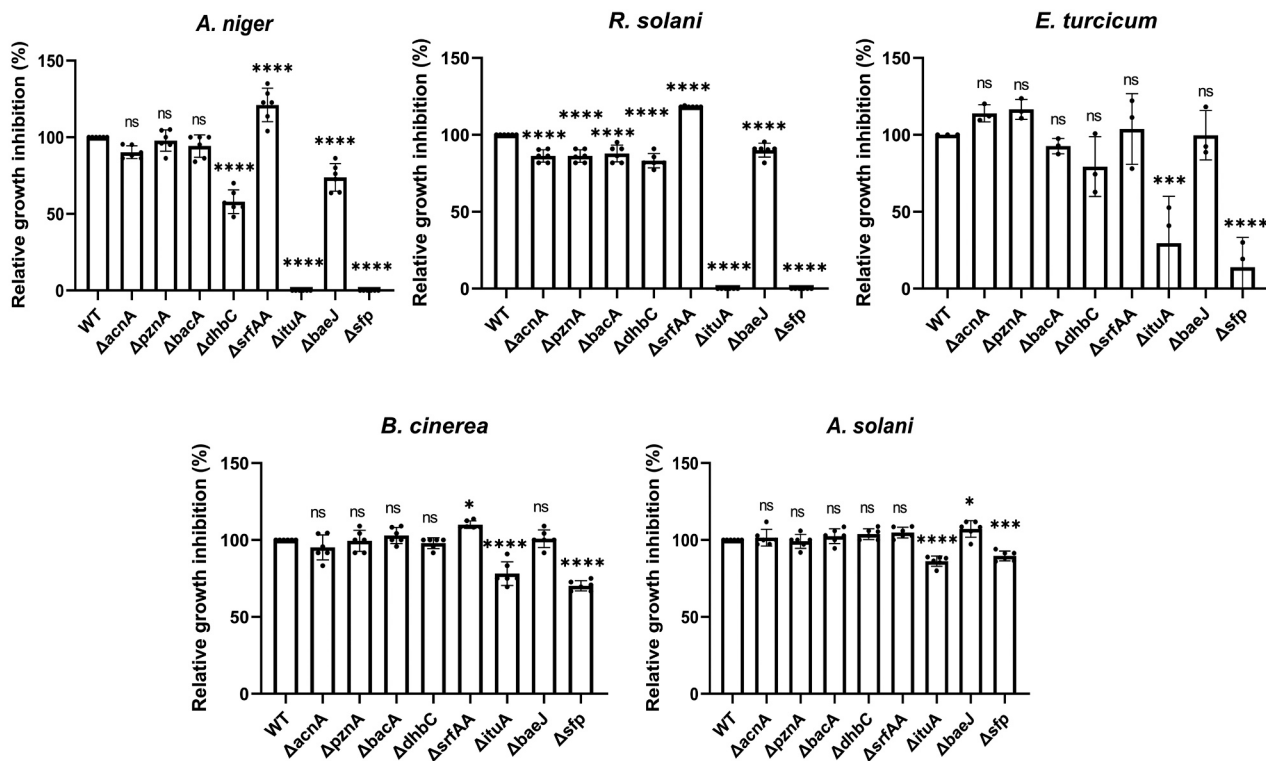 A. niger
Relative growth inhibition (%)
150
100
50
0
ns
ns
ns
****
****
****
****
****
WT
ΔacnA
ΔpznA
ΔbacA
ΔdhbC
ΔsrfAA
ΔituA
ΔbaeJ
Δsfp
R. solani
Relative growth inhibition (%)
150
100
50
0
****
****
****
****
****
****
****
****
WT
ΔacnA
ΔpznA
ΔbacA
ΔdhbC
ΔsrfAA
ΔituA
ΔbaeJ
Δsfp
E. turcicum
Relative growth inhibition (%)
150
100
50
0
ns
ns
ns
ns
ns
***
ns
****
WT
ΔacnA
ΔpznA
ΔbacA
ΔdhbC
ΔsrfAA
ΔituA
ΔbaeJ
Δsfp
B. cinerea
Relative growth inhibition (%)
150
100
50
0
ns
ns
ns
ns
*
****
ns
****
WT
ΔacnA
ΔpznA
ΔbacA
ΔdhbC
ΔsrfAA
ΔituA
ΔbaeJ
Δsfp
A. solani
Relative growth inhibition (%)
150
100
50
0
ns
ns
ns
ns
ns
****
*
***
WT
ΔacnA
ΔpznA
ΔbacA
ΔdhbC
ΔsrfAA
ΔituA
ΔbaeJ
Δsfp